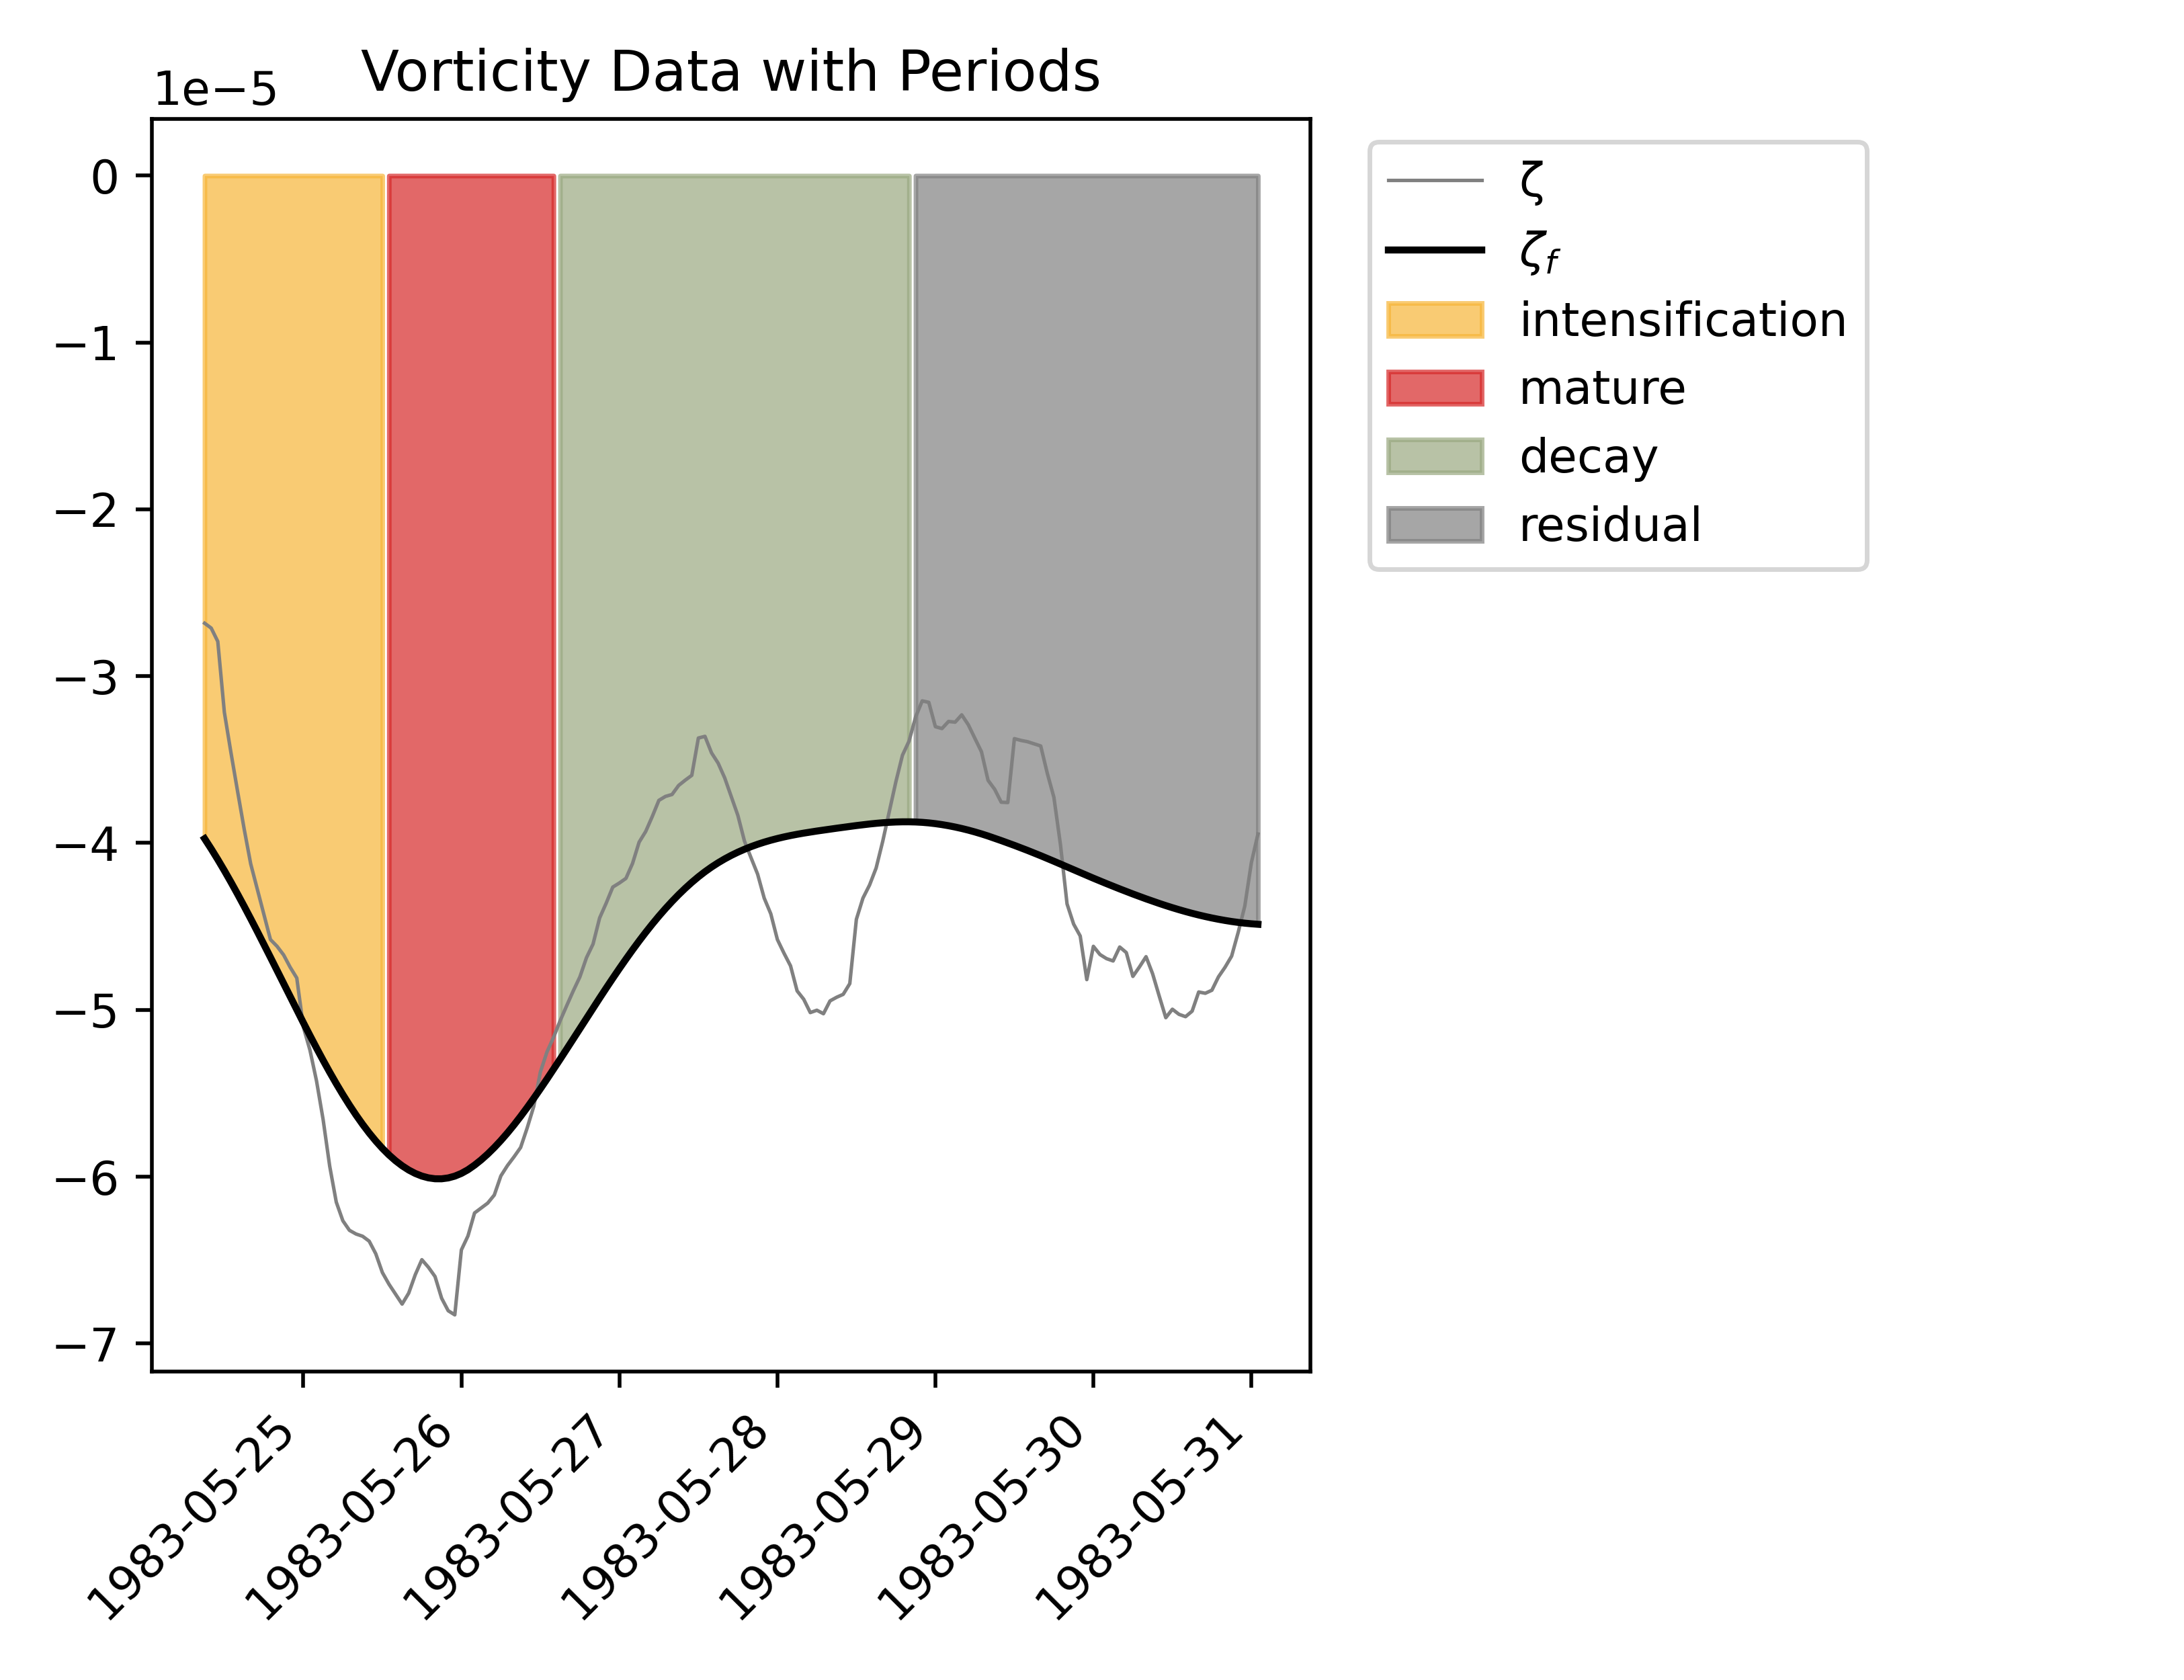 Vorticity Data with Periods
1e−5
0
−1
−2
−3
−4
−5
−6
−7
1983-05-25
1983-05-26
1983-05-27
1983-05-28
1983-05-29
1983-05-30
1983-05-31
ζ
ζf
intensification
mature
decay
residual